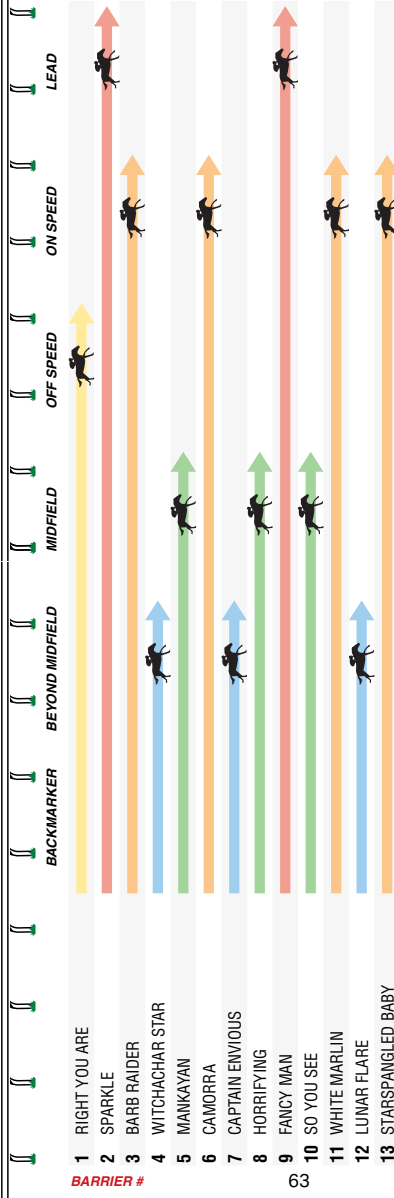 LEAD
ON SPEED
OFF SPEED
MIDFIELD
BEYOND MIDFIELD
BACKMARKER
1 RIGHT YOU ARE
2 SPARKLE
3 BARB RAIDER
4 WITCHACHAR STAR
5 MANKAYAN
6 CAMORRA
7 CAPTAIN ENVIOUS
8 HORRIFYING
9 FANCY MAN
10 SO YOU SEE
11 WHITE MARLIN
12 LUNAR FLARE
13 STARSPANGLED BABY
BARRIER #
63